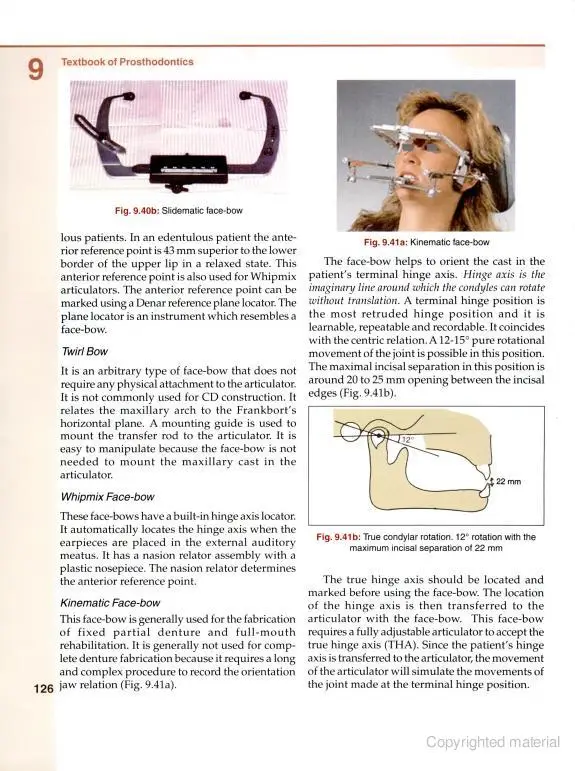 9
Textbook of Prosthodontics
Fig. 9.40b: Slidematic face-bow
lous patients. In an edentulous patient the ante-
rior reference point is 43 mm superior to the lower
border of the upper lip in a relaxed state. This
anterior reference point is also used for Whipmix
articulators. The anterior reference point can be
marked using a Denar reference plane locator. The
plane locator is an instrument which resembles a
face-bow.
Twirl Bow
It is an arbitrary type of face-bow that does not
require any physical attachment to the articulator.
It is not commonly used for CD construction. It
relates the maxillary arch to the Frankbort's
horizontal plane. A mounting guide is used to
mount the transfer rod to the articulator. It is
easy to manipulate because the face-bow is not
needed to mount the maxillary cast in the
articulator.
Whipmix Face-bow
These face-bows have a built-in hinge axis locator.
It automatically locates the hinge axis when the
earpieces are placed in the external auditory
meatus. It has a nasion relator assembly with a
plastic nosepiece. The nasion relator determines
the anterior reference point.
Kinematic Face-bow
This face-bow is generally used for the fabrication
of fixed partial denture and full-mouth
rehabilitation. It is generally not used for comp-
lete denture fabrication because it requires a long
and complex procedure to record the orientation
jaw relation (Fig. 9.41a).
126
Fig. 9.41a: Kinematic face-bow
The face-bow helps to orient the cast in the
patient's terminal hinge axis. Hinge axis is the
imaginary line around which the condyles can rotate
without translation. A terminal hinge position is
the most retruded hinge position and it is
learnable, repeatable and recordable. It coincides
with the centric relation. A 12-15° pure rotational
movement of the joint is possible in this position.
The maximal incisal separation in this position is
around 20 to 25 mm opening between the incisal
edges (Fig. 9.41b).
12°
22 mm
Fig. 9.41b: True condylar rotation. 12° rotation with the
maximum incisal separation of 22 mm
The true hinge axis should be located and
marked before using the face-bow. The location
of the hinge axis is then transferred to the
articulator with the face-bow. This face-bow
requires a fully adjustable articulator to accept the
true hinge axis (THA). Since the patient's hinge
axis is transferred to the articulator, the movement
of the articulator will simulate the movements of
the joint made at the terminal hinge position.
Copyrighted material